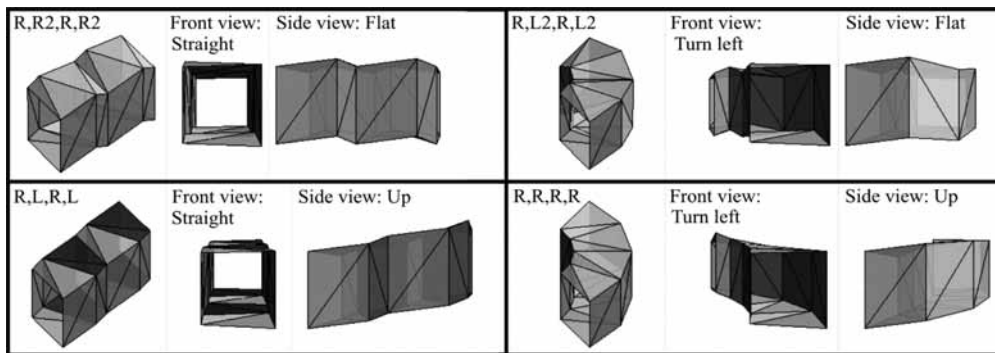 R,R2,R,R2
Front view:
Straight
Side view: Flat
R,L2,R,L2
Front view:
Turn left
Side view: Flat
R,L,R,L
Front view:
Straight
Side view: Up
R,R,R,R
Front view:
Turn left
Side view: Up